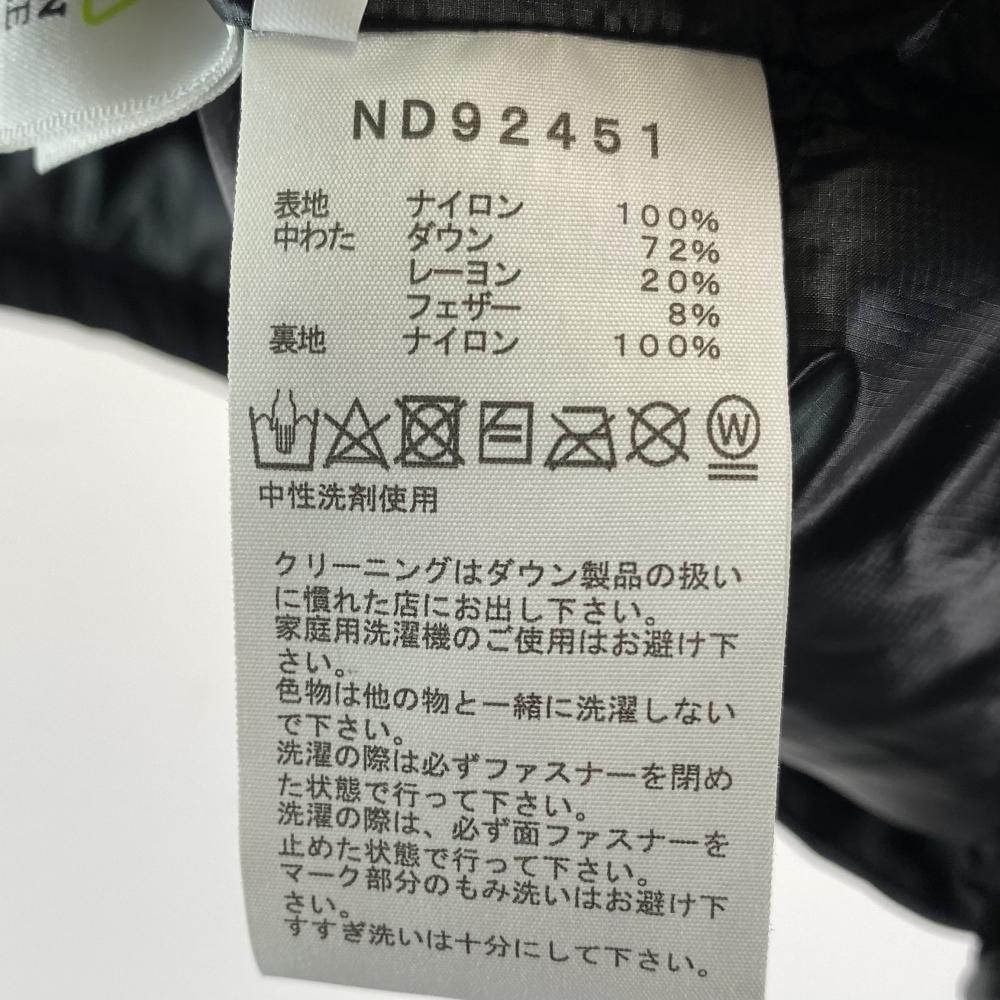 ND92451
表地 ナイロン 100%
中わた ダウン 72%
レーヨン 20%
フェザー 8%
裏地 ナイロン 100%
W
中性洗剤使用
クリーニングはダウン製品の扱い
に慣れた店にお出し下さい。
家庭用洗濯機のご使用はお避け下
さい。
色物は他の物と一緒に洗濯しない
で下さい。
洗濯の際は必ずファスナーを閉め
た状態で行って下さい。
洗濯の際は、必ず面ファスナーを
止めた状態で行って下さい。
マーク部分のもみ洗いはお避け下
さい。
すすぎ洗いは十分にして下さい。